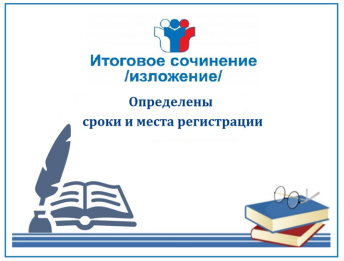 Итоговое сочинение
/изложение/
Определены
сроки и места регистрации